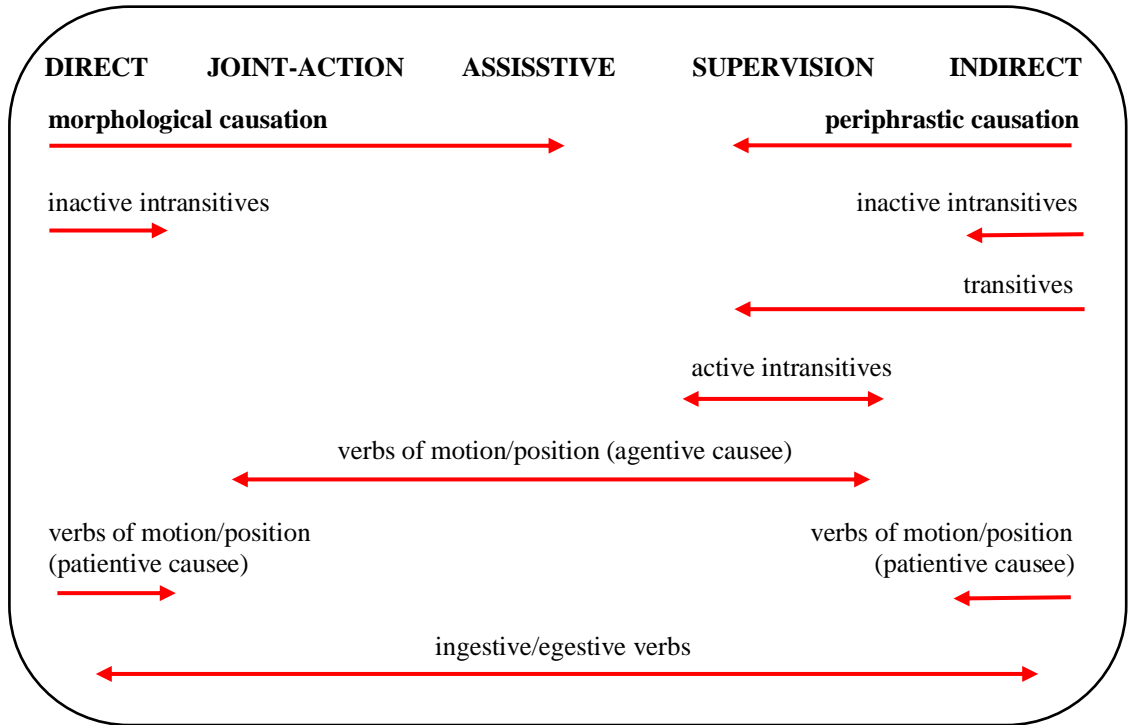 DIRECT JOINT-ACTION ASSISSTIVE SUPERVISION INDIRECT
morphological causation periphrastic causation
inactive intransitives inactive intransitives
transitives
active intransitives
verbs of motion/position (agentive causee)
verbs of motion/position verbs of motion/position
(patientive causee) (patientive causee)
ingestive/egestive verbs